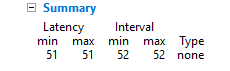 Summary
Latency Interval
min max min max Type
51 51 52 52 none